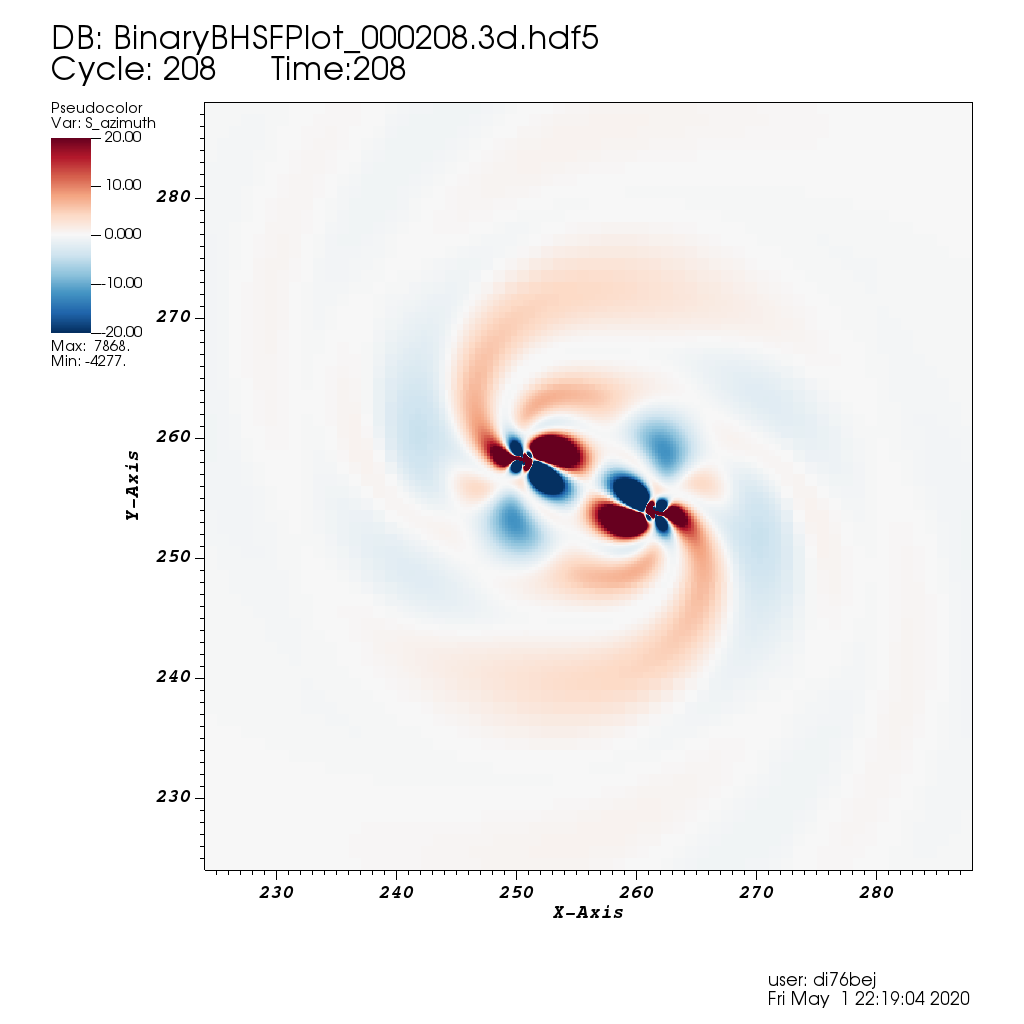 DB: BinaryBHSFPlot_000208.3d.hdf5
Cycle: 208 Time:208
Pseudocolor
Var: S_azimuth
20.00
10.00
0.000
-10.00
-20.00
Max: 7868.
Min: -4277.
280
270
260
250
240
230
Y-Axis
230 240 250 260 270 280
X-Axis
user: di76bej
Fri May 1 22:19:04 2020